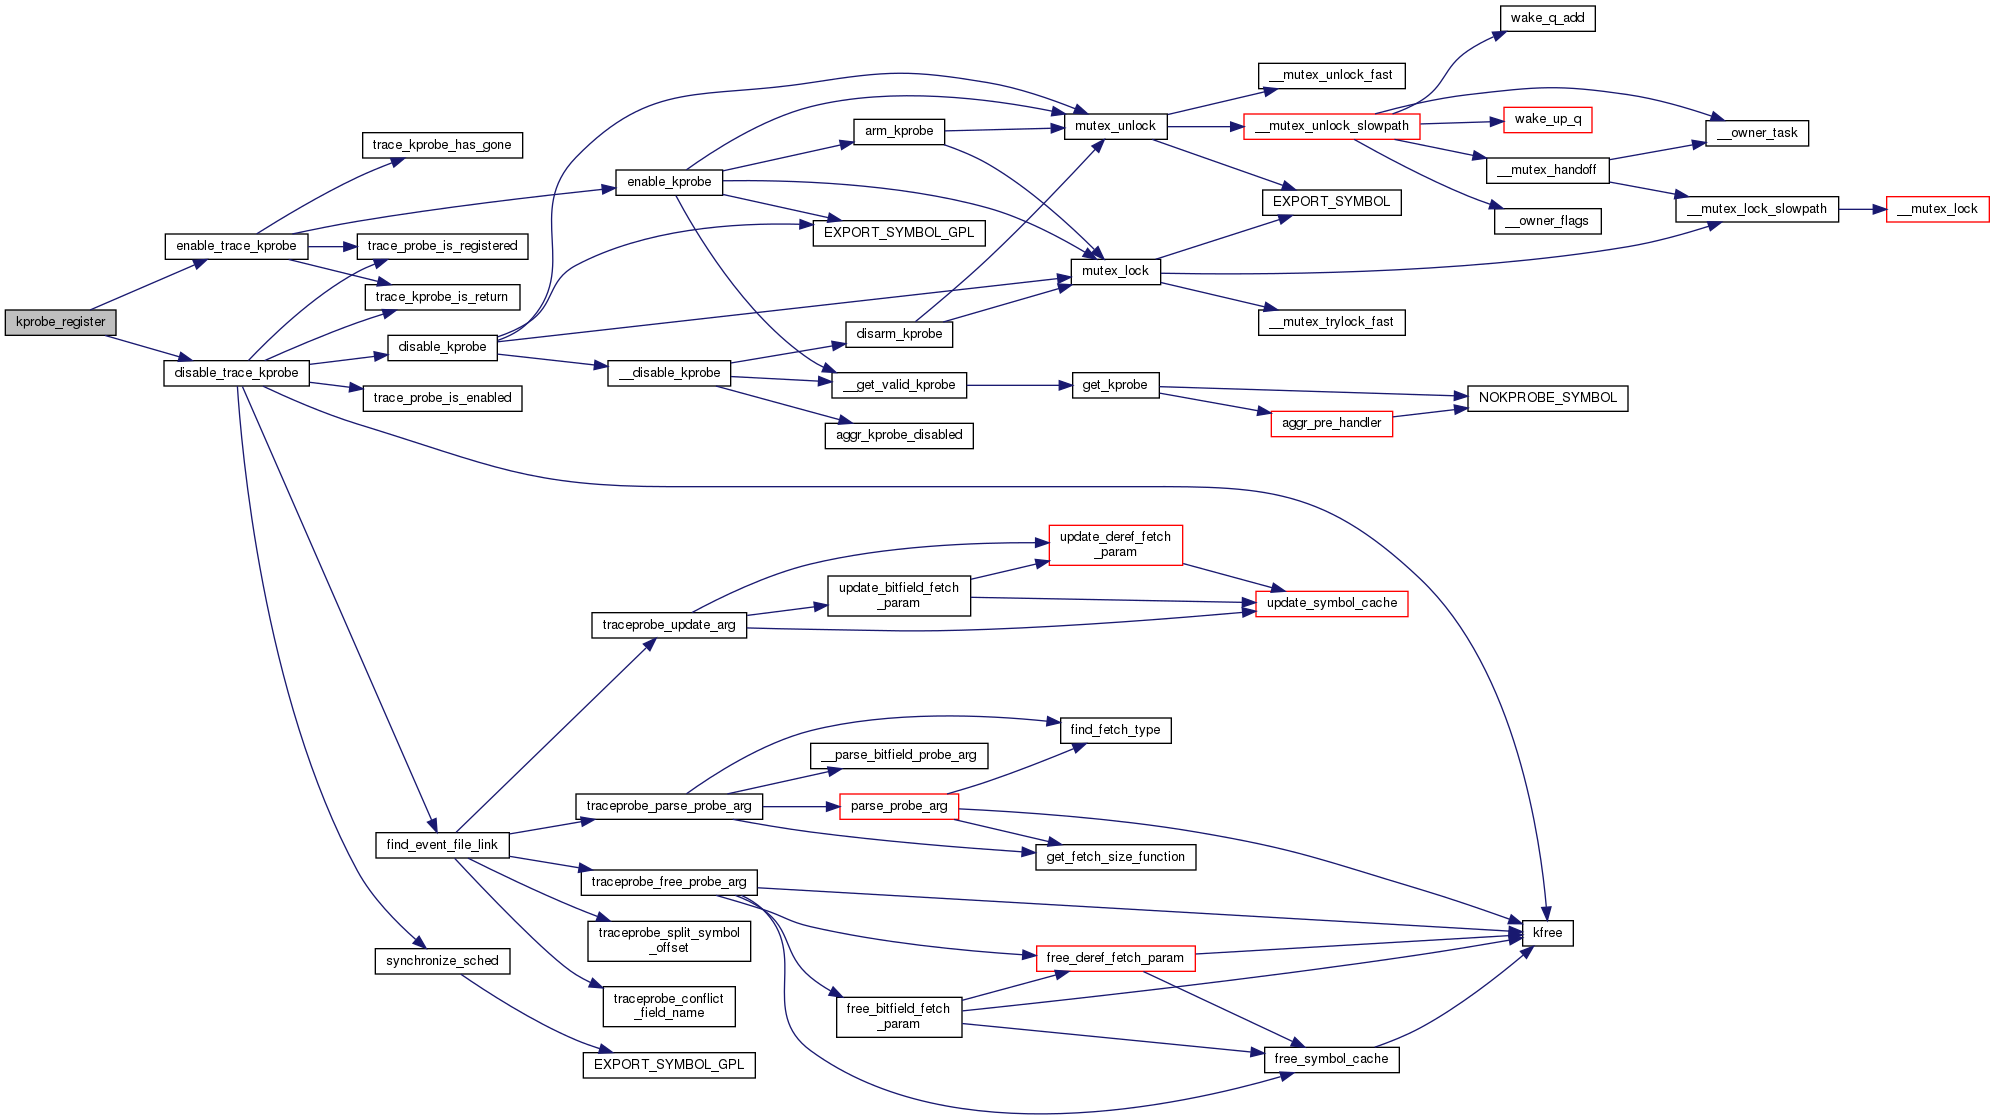 wake_q_add
__mutex_unlock_fast
mutex_unlock
__mutex_unlock_slowpath
wake_up_q
__owner_task
arm_kprobe
trace_kprobe_has_gone
__mutex_handoff
enable_kprobe
EXPORT_SYMBOL
__mutex_lock_slowpath
__mutex_lock
__owner_flags
EXPORT_SYMBOL_GPL
enable_trace_kprobe
trace_probe_is_registered
mutex_lock
trace_kprobe_is_return
kprobe_register
__mutex_trylock_fast
disarm_kprobe
disable_kprobe
disable_trace_kprobe
__disable_kprobe
__get_valid_kprobe
get_kprobe
trace_probe_is_enabled
NOKPROBE_SYMBOL
aggr_pre_handler
aggr_kprobe_disabled
update_deref_fetch
_param
update_bitfield_fetch
_param
update_symbol_cache
traceprobe_update_arg
find_fetch_type
__parse_bitfield_probe_arg
traceprobe_parse_probe_arg
parse_probe_arg
find_event_file_link
get_fetch_size_function
traceprobe_free_probe_arg
kfree
traceprobe_split_symbol
_offset
synchronize_sched
free_deref_fetch_param
traceprobe_conflict
_field_name
free_bitfield_fetch
_param
free_symbol_cache
EXPORT_SYMBOL_GPL